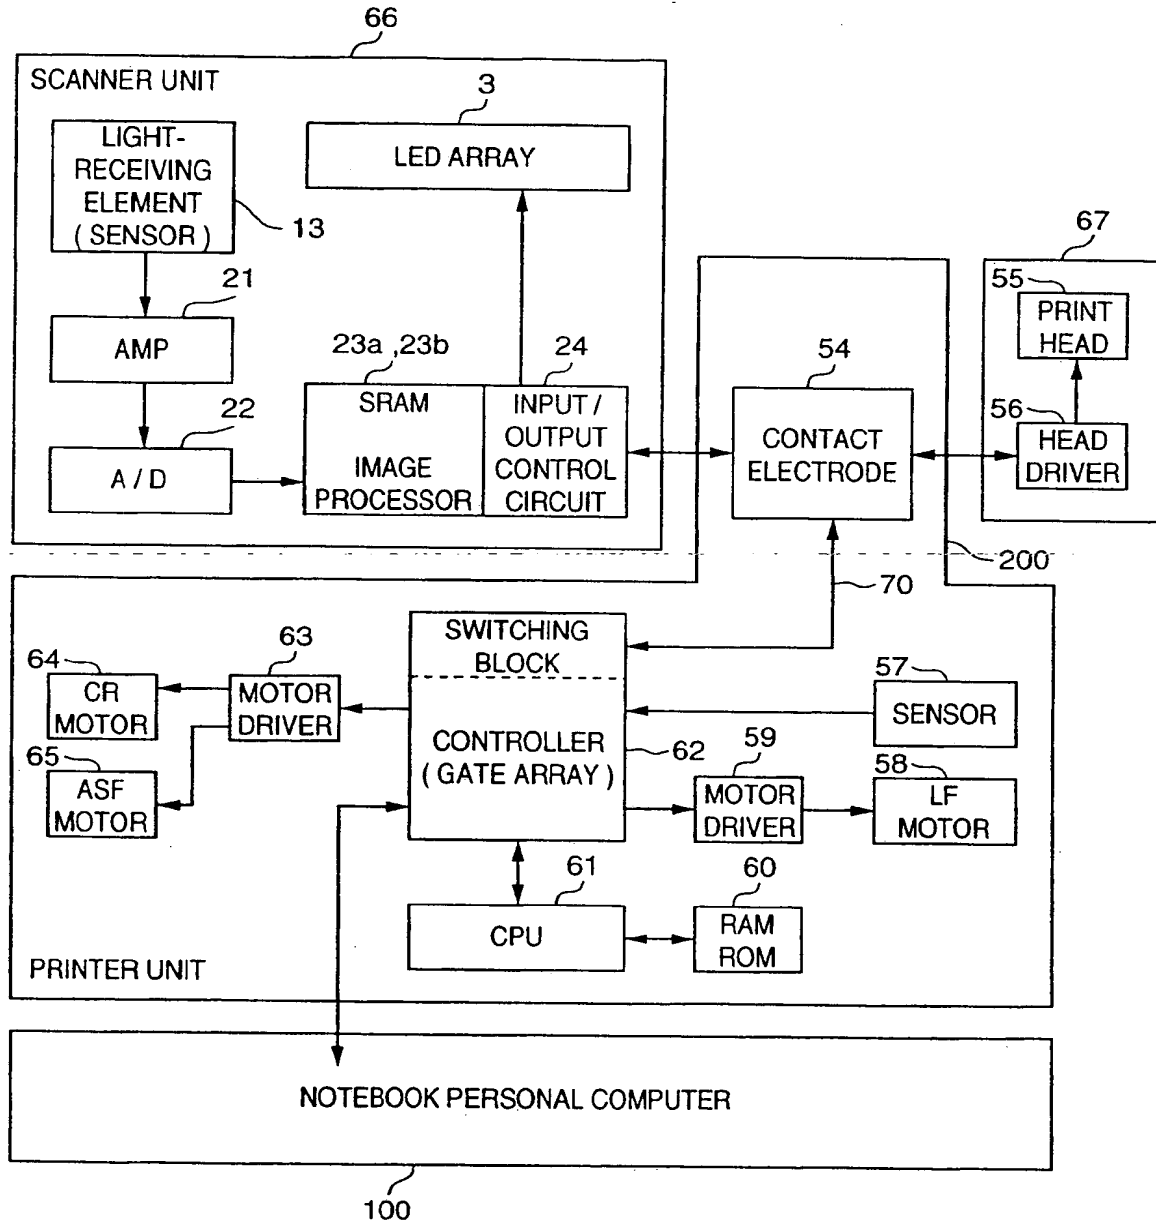 66
SCANNER UNIT
3
LIGHT-
RECEIVING
ELEMENT
( SENSOR )
13
LED ARRAY
67
21
AMP
55
PRINT
HEAD
23a ,23b
24
54
22
A / D
SRAM
IMAGE
PROCESSOR
INPUT /
OUTPUT
CONTROL
CIRCUIT
CONTACT
ELECTRODE
56
HEAD
DRIVER
200
70
SWITCHING
BLOCK
64
CR
MOTOR
63
MOTOR
DRIVER
57
SENSOR
CONTROLLER
( GATE ARRAY )
62
65
ASF
MOTOR
59
MOTOR
DRIVER
58
LF
MOTOR
61
CPU
60
RAM
ROM
PRINTER UNIT
NOTEBOOK PERSONAL COMPUTER
100